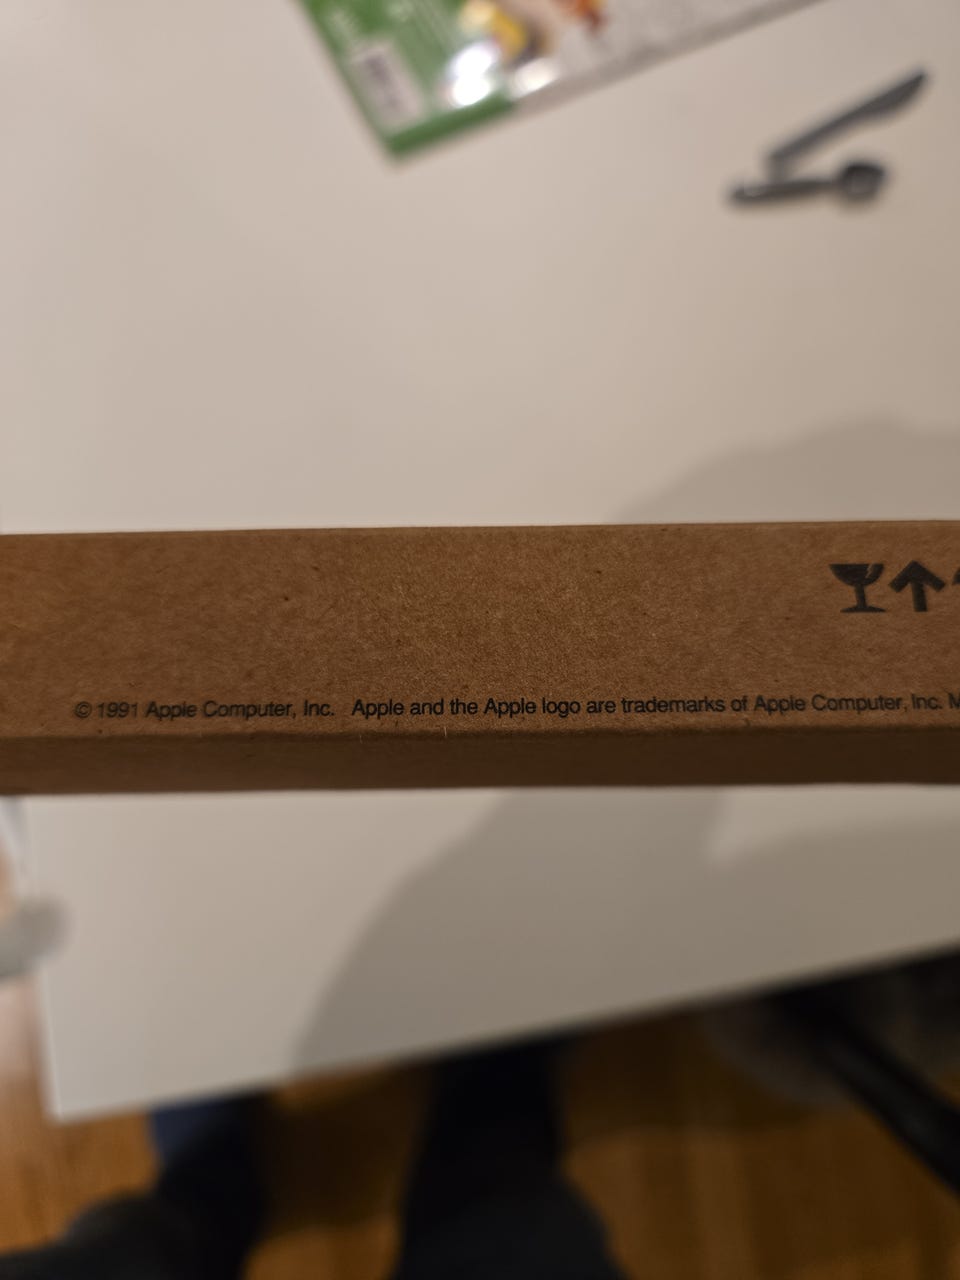 © 1991 Apple Computer, Inc. Apple and the Apple logo are trademarks of Apple Computer, Inc. M